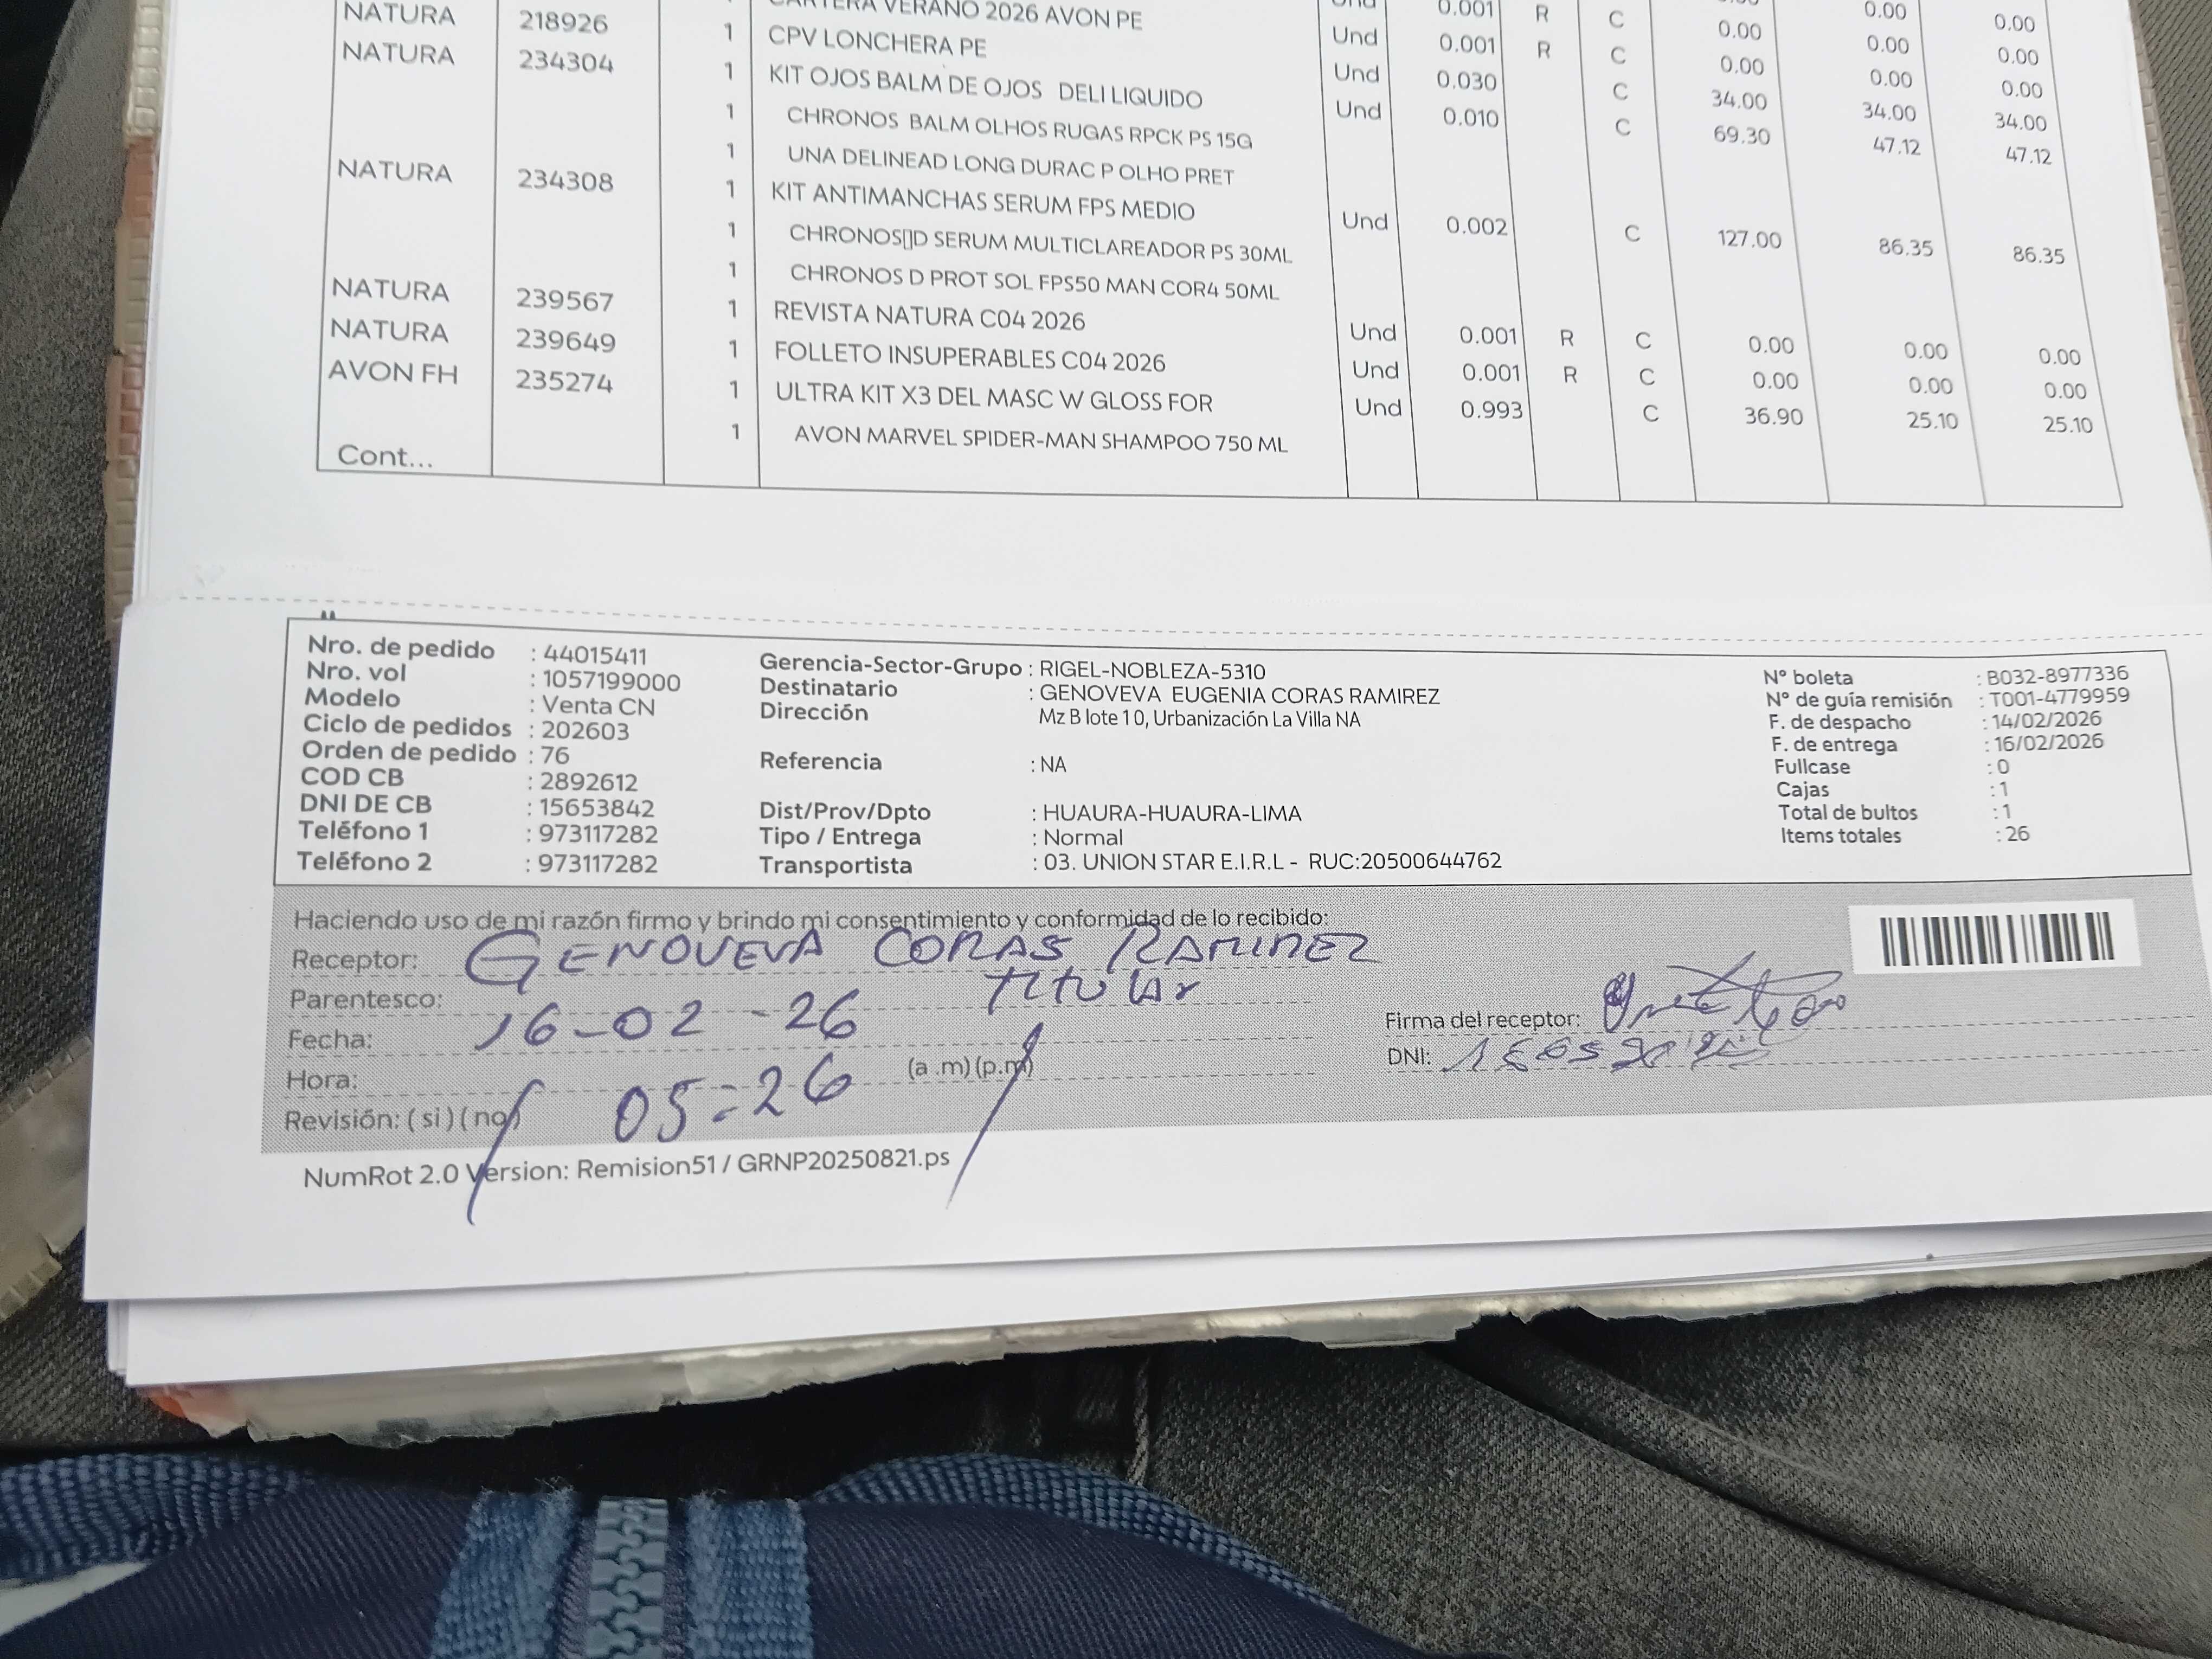 CARTERA VERANO 2026 AVON PE Und 0.001 R C 0.00 0.00 0.00
NATURA 218926 1 CPV LONCHERA PE Und 0.001 R C 0.00 0.00 0.00
NATURA 234304 1 KIT OJOS BALM DE OJOS DELI LIQUIDO Und 0.030 C 0.00 0.00 0.00
1 CHRONOS BALM OLHOS RUGAS RPCK PS 15G Und 0.010 C 34.00 34.00 34.00
1 UNA DELINEAD LONG DURAC P OLHO PRET 69.30 47.12 47.12
NATURA 234308 1 KIT ANTIMANCHAS SERUM FPS MEDIO Und 0.002 C 127.00 86.35 86.35
1 CHRONOS[]D SERUM MULTICLAREADOR PS 30ML
1 CHRONOS D PROT SOL FPS50 MAN COR4 50ML
NATURA 239567 1 REVISTA NATURA C04 2026 Und 0.001 R C 0.00 0.00 0.00
NATURA 239649 1 FOLLETO INSUPERABLES C04 2026 Und 0.001 R C 0.00 0.00 0.00
AVON FH 235274 1 ULTRA KIT X3 DEL MASC W GLOSS FOR Und 0.993 C 36.90 25.10 25.10
1 AVON MARVEL SPIDER-MAN SHAMPOO 750 ML
Cont...
Nro. de pedido : 44015411
Nro. vol : 1057199000
Modelo : Venta CN
Ciclo de pedidos : 202603
Orden de pedido : 76
COD CB : 2892612
DNI DE CB : 15653842
Teléfono 1 : 973117282
Teléfono 2 : 973117282
Gerencia-Sector-Grupo : RIGEL-NOBLEZA-5310
Destinatario : GENOVEVA EUGENIA CORAS RAMIREZ
Dirección Mz B lote 10, Urbanización La Villa NA
Referencia : NA
Dist/Prov/Dpto : HUAURA-HUAURA-LIMA
Tipo / Entrega : Normal
Transportista : 03. UNION STAR E.I.R.L - RUC:20500644762
N° boleta : B032-8977336
N° de guía remisión : T001-4779959
F. de despacho : 14/02/2026
F. de entrega : 16/02/2026
Fullcase : 0
Cajas : 1
Total de bultos : 1
Items totales : 26
Haciendo uso de mi razón firmo y brindo mi consentimiento y conformidad de lo recibido:
Receptor: GENOVEVA CORAS RAMIREZ
Parentesco: TITULAr
Fecha: 16-02-26
Hora: 05:26 (a .m) (p.m)
Revisión: ( si ) ( no )
Firma del receptor:
DNI:
NumRot 2.0 Version: Remision51 / GRNP20250821.ps